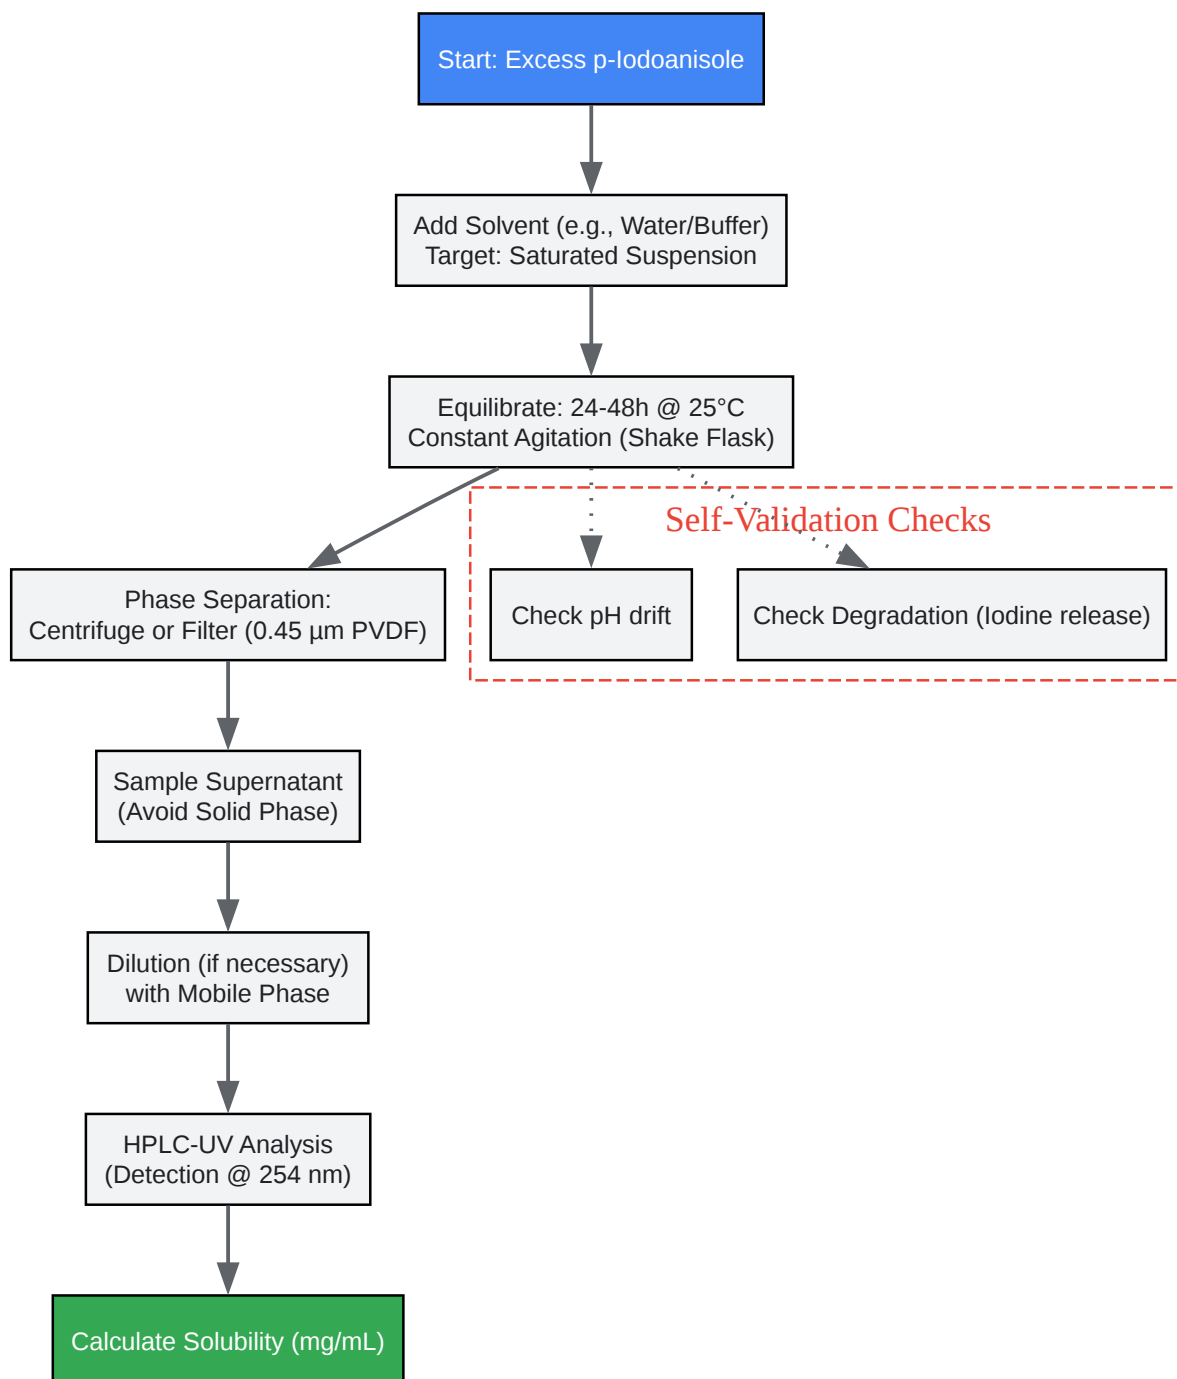 Start: Excess p-Iodoanisole
Add Solvent (e.g., Water/Buffer)
Target: Saturated Suspension
Equilibrate: 24-48h @ 25°C
Constant Agitation (Shake Flask)
Self-Validation Checks
Phase Separation:
Centrifuge or Filter (0.45 µm PVDF)
Check pH drift
Check Degradation (Iodine release)
Sample Supernatant
(Avoid Solid Phase)
Dilution (if necessary)
with Mobile Phase
HPLC-UV Analysis
(Detection @ 254 nm)
Calculate Solubility (mg/mL)